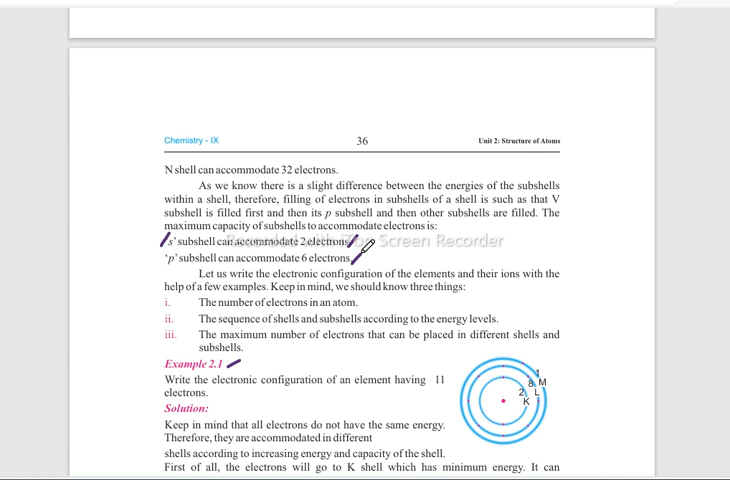 Chemistry - IX 36 Unit 2: Structure of Atoms
N shell can accommodate 32 electrons.
As we know there is a slight difference between the energies of the subshells
within a shell, therefore, filling of electrons in subshells of a shell is such as that V
subshell is filled first and then its p subshell and then other subshells are filled. The
maximum capacity of subshells to accommodate electrons is:
s' subshell can accommodate 2 electrons
Recorded with iTop Screen Recorder
'p' subshell can accommodate 6 electrons
Let us write the electronic configuration of the elements and their ions with the
help of a few examples. Keep in mind, we should know three things:
i. The number of electrons in an atom.
ii. The sequence of shells and subshells according to the energy levels.
iii. The maximum number of electrons that can be placed in different shells and
subshells.
Example 2.1
Write the electronic configuration of an element having 11
electrons.
1
8 M
2 L
K
Solution:
Keep in mind that all electrons do not have the same energy.
Therefore, they are accommodated in different
shells according to increasing energy and capacity of the shell.
First of all, the electrons will go to K shell which has minimum energy. It can